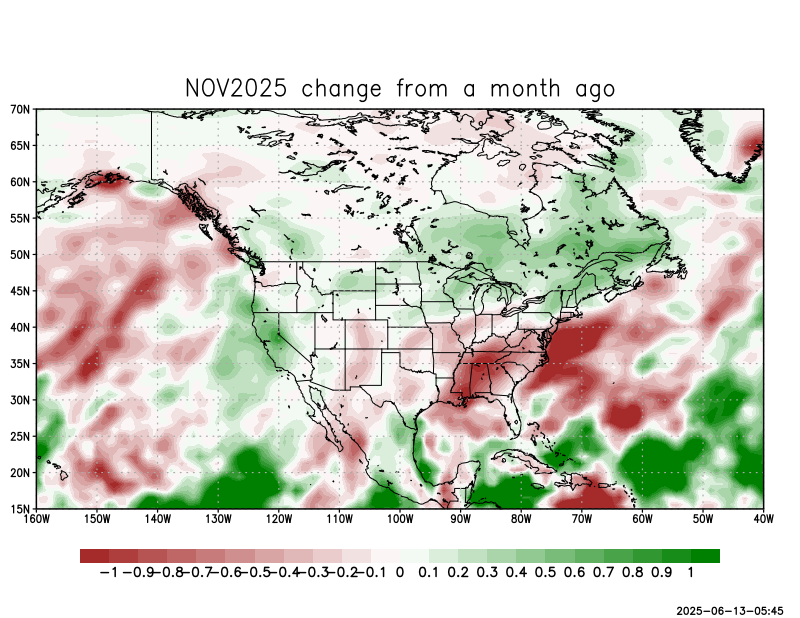 NOV2025 change from a month ago
70N
65N
60N
55N
50N
45N
40N
35N
30N
25N
20N
15N
160W 150W 140W 130W 120W 110W 100W 90W 80W 70W 60W 50W 40W
-1 -0.9 -0.8 -0.7 -0.6 -0.5 -0.4 -0.3 -0.2 -0.1 0 0.1 0.2 0.3 0.4 0.5 0.6 0.7 0.8 0.9 1
2025-06-13-05:45